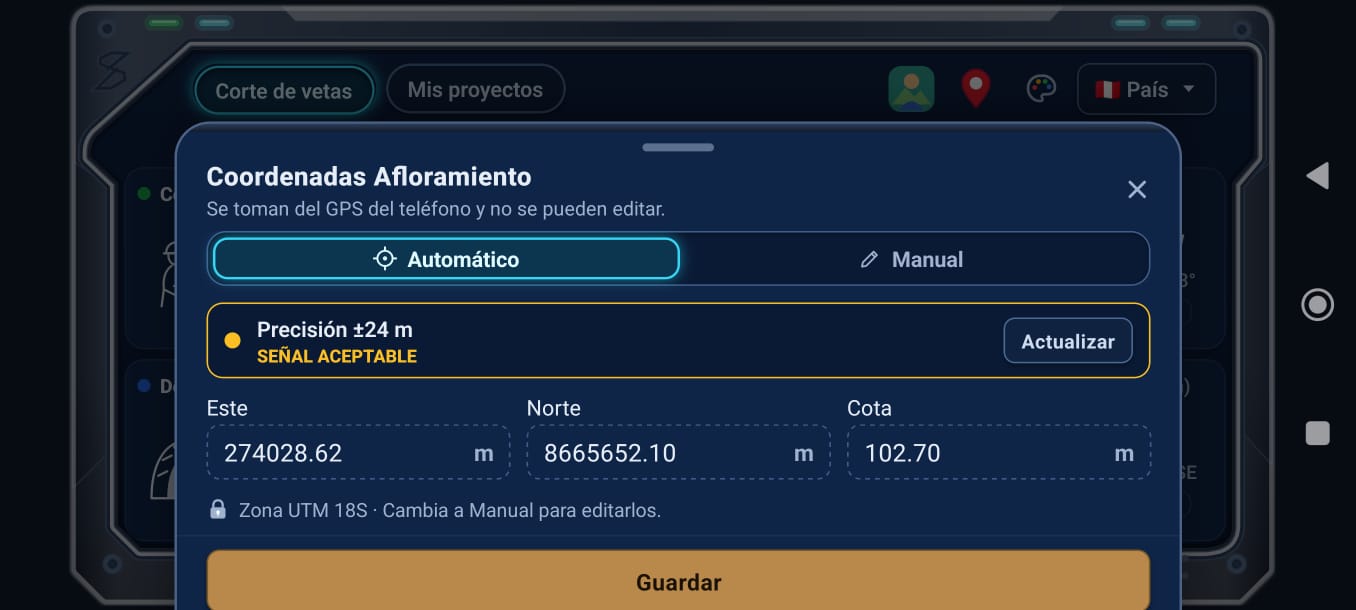 Corte de vetas
Mis proyectos
País
Coordenadas Afloramiento
Se toman del GPS del teléfono y no se pueden editar.
Automático
Manual
Precisión ±24 m
SEÑAL ACEPTABLE
Actualizar
Este
Norte
Cota
274028.62 m
8665652.10 m
102.70 m
Zona UTM 18S · Cambia a Manual para editarlos.
Guardar